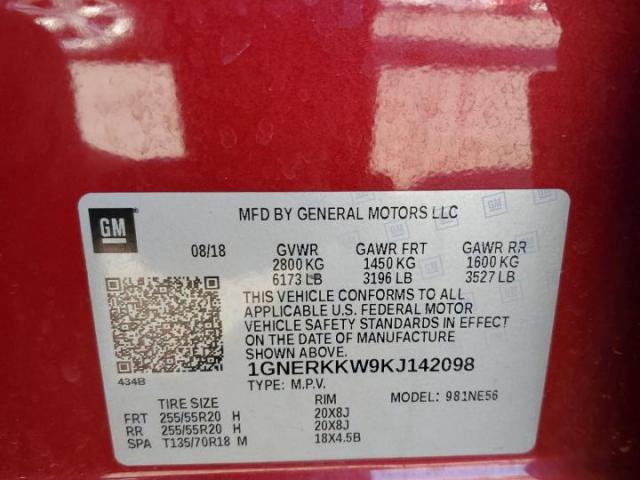 GM
MFD BY GENERAL MOTORS LLC
08/18 GVWR GAWR FRT GAWR RR
2800 KG 1450 KG 1600 KG
6173 LB 3196 LB 3527 LB
THIS VEHICLE CONFORMS TO ALL
APPLICABLE U.S. FEDERAL MOTOR
VEHICLE SAFETY STANDARDS IN EFFECT
ON THE DATE OF MANUFACTURE
SHOWN ABOVE.
434B
1GNERKKW9KJ142098
TYPE: M.P.V. MODEL: 981NE56
TIRE SIZE RIM
FRT 255/55R20 H 20X8J
RR 255/55R20 H 20X8J
SPA T135/70R18 M 18X4.5B